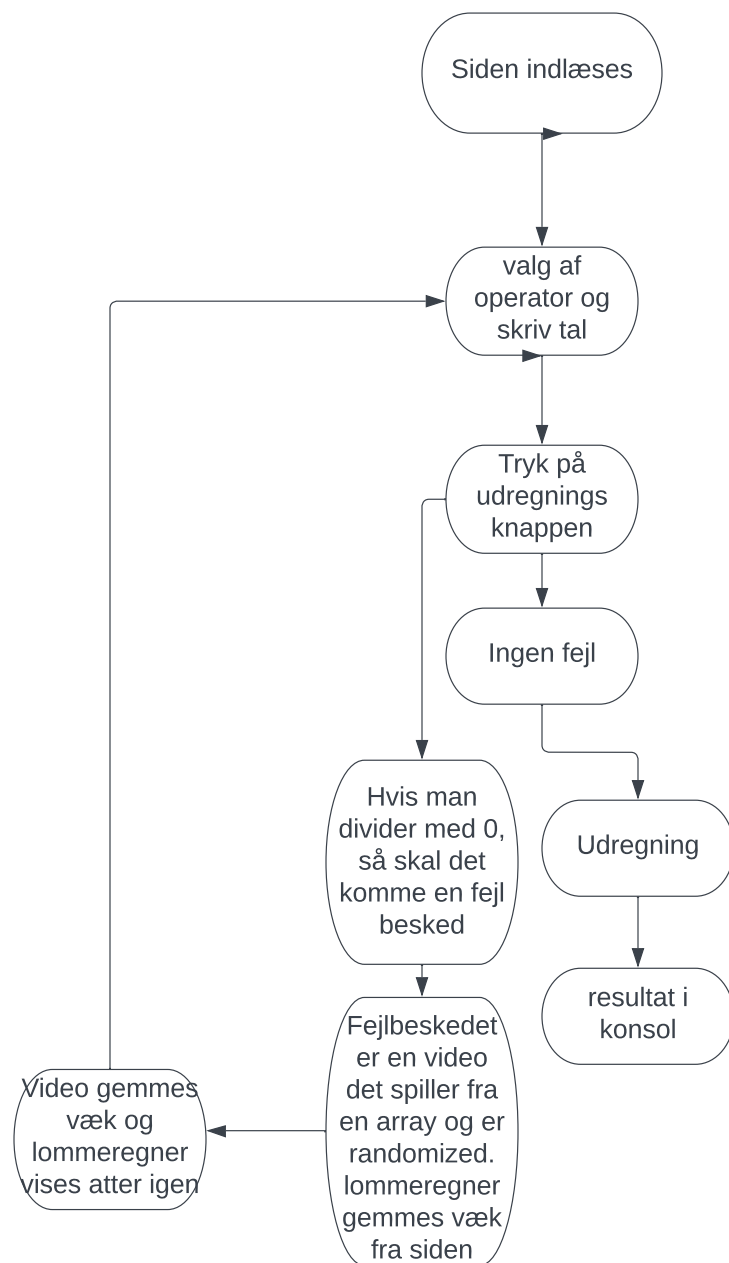 Siden indlæses
valg af
operator og
skriv tal
Tryk på
udregnings
knappen
Ingen fejl
Hvis man
divider med 0,
så skal det
komme en fejl
besked
Udregning
resultat i
konsol
Fejlbeskedet
er en video
det spiller fra
en array og er
randomized.
lommeregner
gemmes væk
fra siden
Video gemmes
væk og
lommeregner
vises atter igen